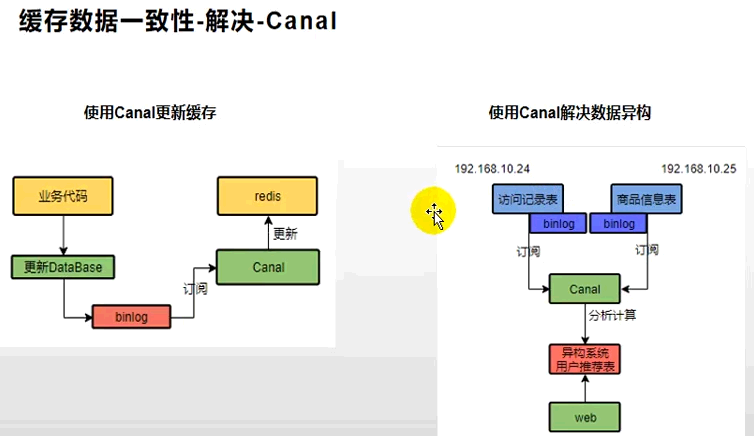 缓存数据一致性-解决-Canal
使用Canal更新缓存
业务代码
更新DataBase
binlog
订阅
Canal
更新
redis
使用Canal解决数据异构
192.168.10.24
192.168.10.25
访问记录表
商品信息表
binlog
binlog
订阅
订阅
Canal
分析计算
异构系统
用户推荐表
web